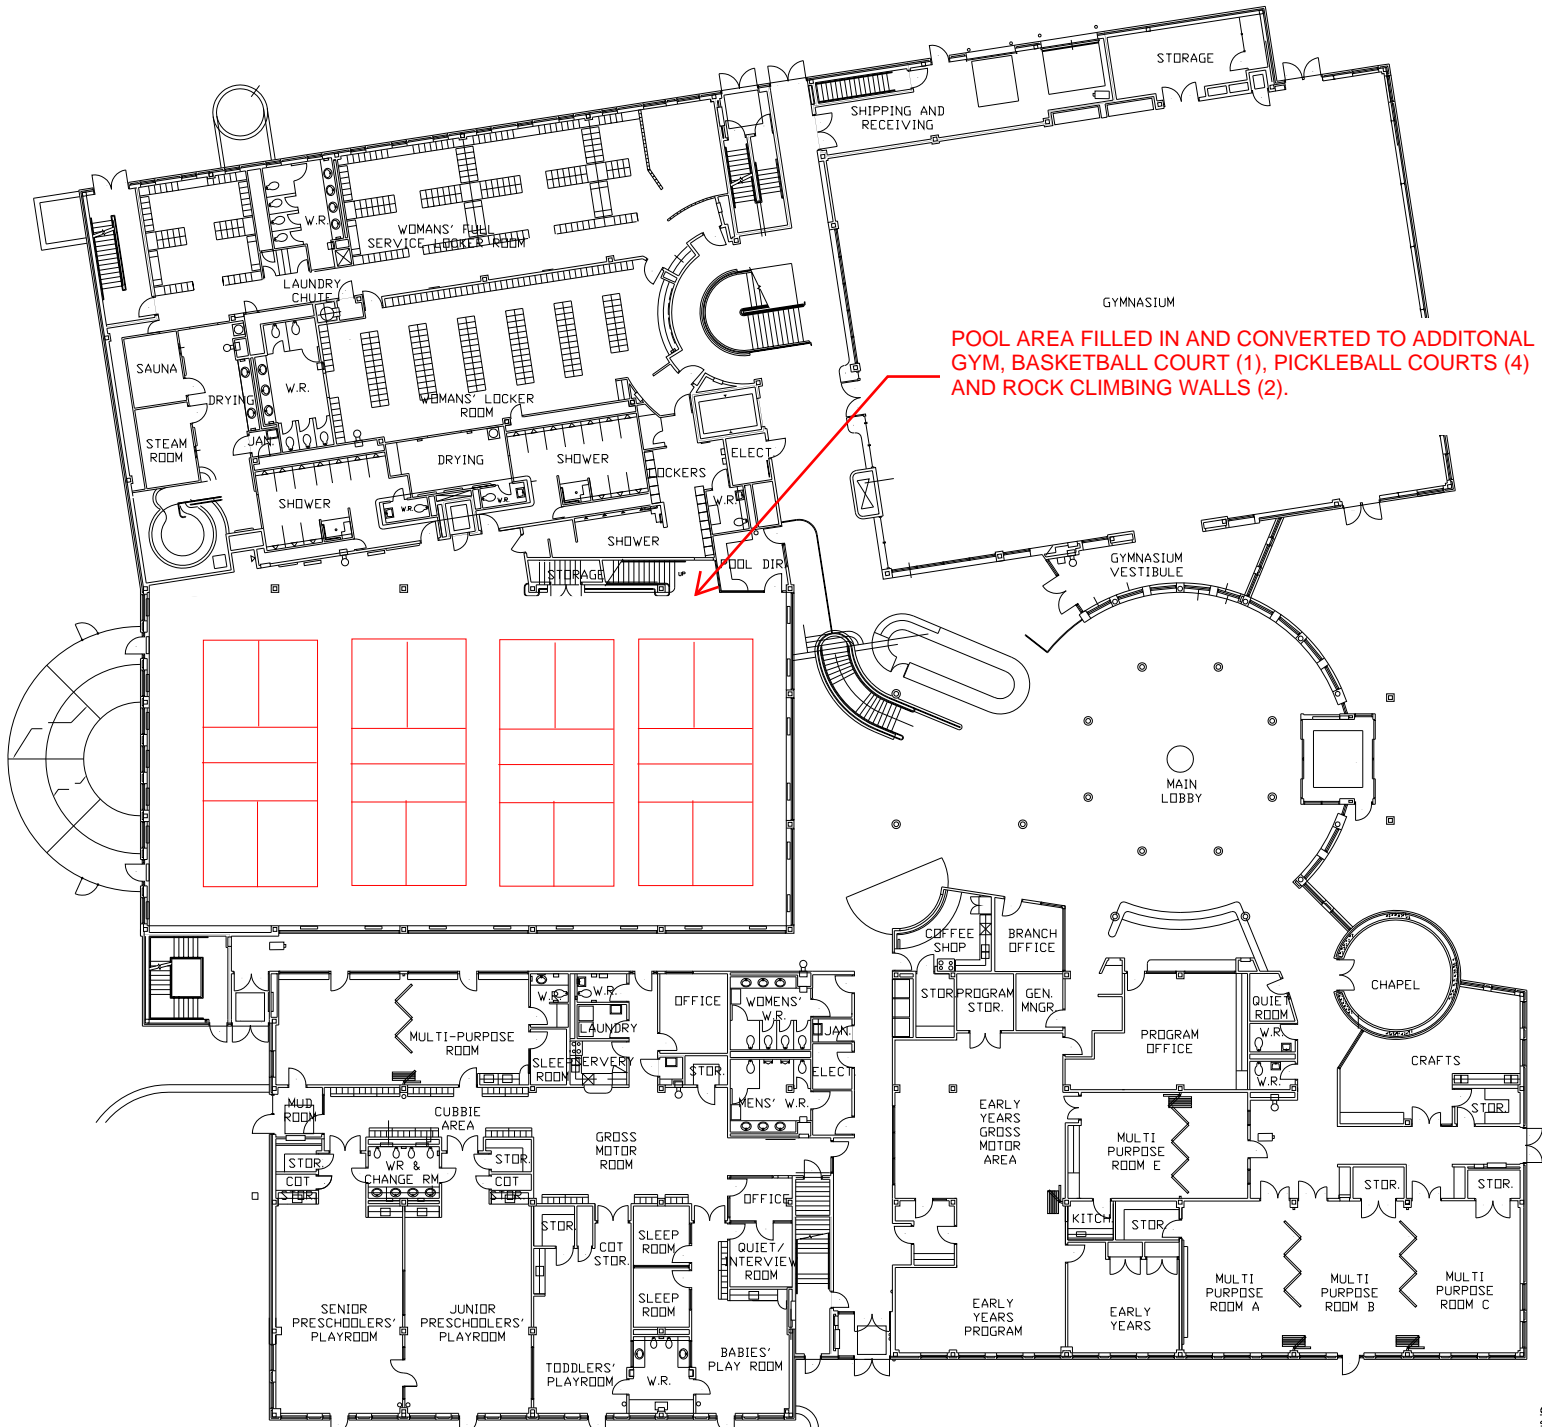 STORAGE
SHIPPING AND
RECEIVING
W.R.
WOMANS' FULL
SERVICE LOCKER ROOM
LAUNDRY
CHUTE
GYMNASIUM
POOL AREA FILLED IN AND CONVERTED TO ADDITONAL
GYM, BASKETBALL COURT (1), PICKLEBALL COURTS (4)
AND ROCK CLIMBING WALLS (2).
SAUNA
W.R.
DRYING
WOMANS' LOCKER
ROOM
STEAM
ROOM
JAN.
DRYING
SHOWER
ELECT
LOCKERS
SHOWER
W.R.
W.R.
W.R.
SHOWER
POOL DIR.
STORAGE
UP
GYMNASIUM
VESTIBULE
MAIN
LOBBY
COFFEE
SHOP
BRANCH
OFFICE
CHAPEL
W.R.
W.R.
OFFICE
WOMENS'
W.R.
STOR.
PROGRAM
STOR.
GEN.
MNGR.
QUIET
ROOM
LAUNDRY
JAN.
MULTI-PURPOSE
ROOM
PROGRAM
OFFICE
W.R.
SLEEP
ROOM
SERVERY
STOR.
ELECT
CRAFTS
W.R.
MUD
ROOM
MENS' W.R.
STOR.
CUBBIE
AREA
EARLY
YEARS
GROSS
MOTOR
AREA
GROSS
MOTOR
ROOM
MULTI
PURPOSE
ROOM E
STOR.
WR &
CHANGE RM
STOR.
COT
STOR.
COT
STOR.
STOR.
STOR.
OFFICE
STOR.
COT
STOR.
SLEEP
ROOM
QUIET/
INTERVIEW
ROOM
KITCH.
STOR.
SLEEP
ROOM
MULTI
PURPOSE
ROOM A
MULTI
PURPOSE
ROOM B
MULTI
PURPOSE
ROOM C
SENIOR
PRESCHOOLERS'
PLAYROOM
JUNIOR
PRESCHOOLERS'
PLAYROOM
EARLY
YEARS
PROGRAM
EARLY
YEARS
TODDLERS'
PLAYROOM
W.R.
BABIES'
PLAY ROOM